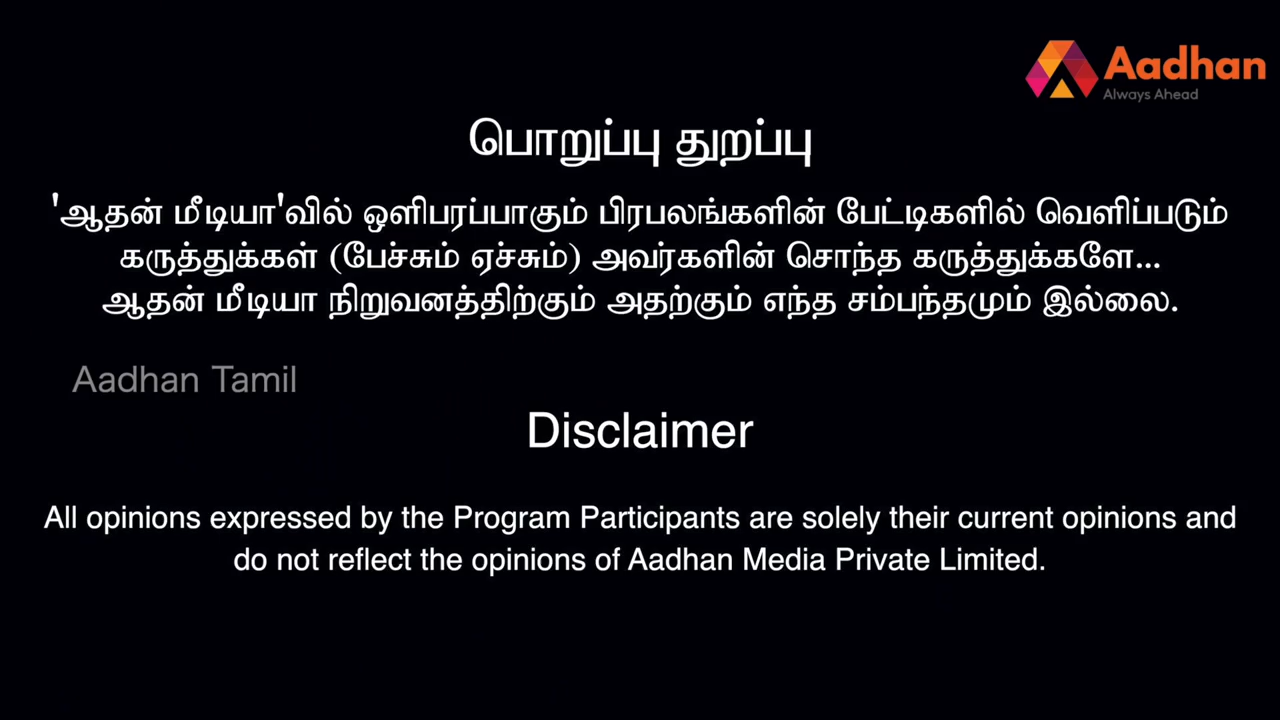 Aadhan
Always Ahead
பொறுப்பு துறப்பு
'ஆதன் மீடியா'வில் ஒளிபரப்பாகும் பிரபலங்களின் பேட்டிகளில் வெளிப்படும்
கருத்துக்கள் (பேச்சும் ஏச்சும்) அவர்களின் சொந்த கருத்துக்களே...
ஆதன் மீடியா நிறுவனத்திற்கும் அதற்கும் எந்த சம்பந்தமும் இல்லை.
Aadhan Tamil
Disclaimer
All opinions expressed by the Program Participants are solely their current opinions and
do not reflect the opinions of Aadhan Media Private Limited.